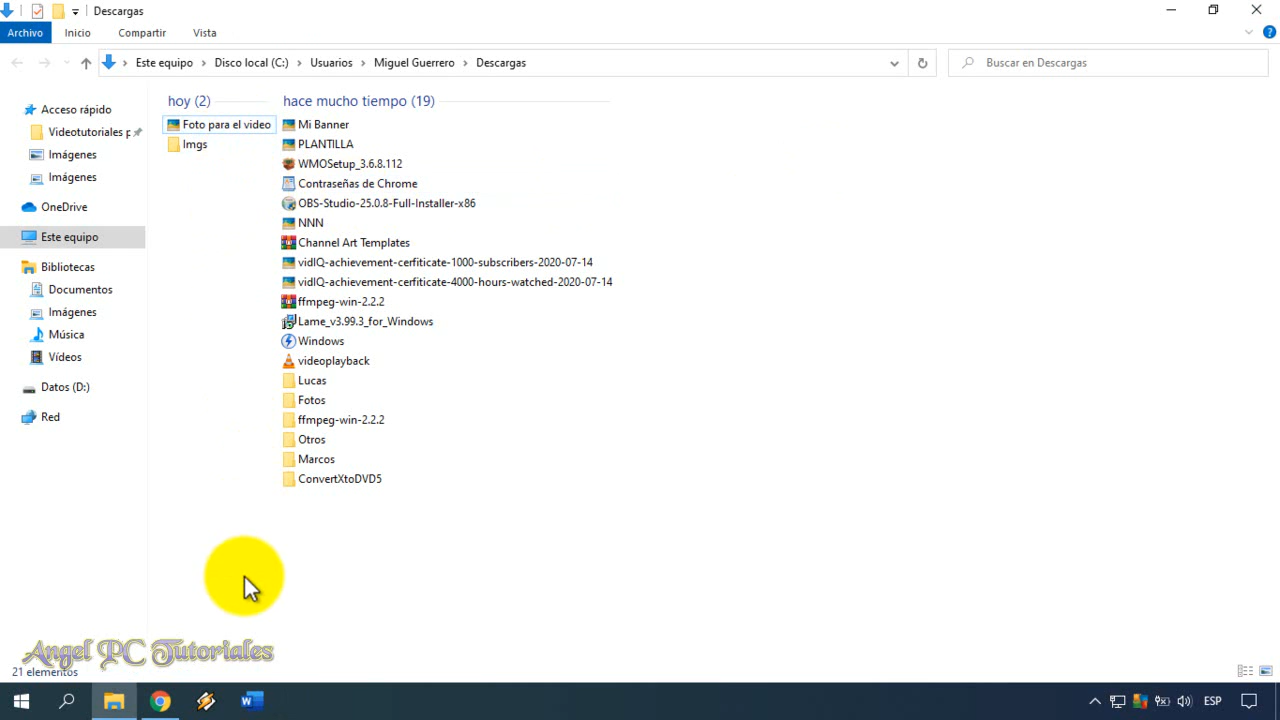 Descargas
Archivo Inicio Compartir Vista
Este equipo Disco local (C:) Usuarios Miguel Guerrero Descargas
Buscar en Descargas
Acceso rápido
Videotutoriales p
Imágenes
Imágenes
OneDrive
Este equipo
Bibliotecas
Documentos
Imágenes
Música
Vídeos
Datos (D:)
Red
hoy (2)
Foto para el video
Imgs
hace mucho tiempo (19)
Mi Banner
PLANTILLA
WMOSetup_3.6.8.112
Contraseñas de Chrome
OBS-Studio-25.0.8-Full-Installer-x86
NNN
Channel Art Templates
vidIQ-achievement-cerfiticate-1000-subscribers-2020-07-14
vidIQ-achievement-cerfiticate-4000-hours-watched-2020-07-14
ffmpeg-win-2.2.2
Lame_v3.99.3_for_Windows
Windows
videoplayback
Lucas
Fotos
ffmpeg-win-2.2.2
Otros
Marcos
ConvertXtoDVD5
Angel PC Tutoriales
21 elementos
ESP